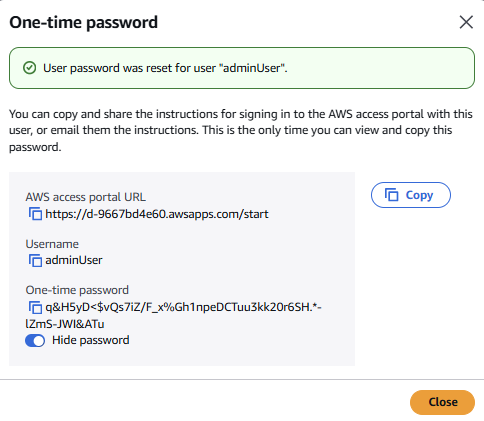 One-time password
User password was reset for user "adminUser".
You can copy and share the instructions for signing in to the AWS access portal with this
user, or email them the instructions. This is the only time you can view and copy this
password.
AWS access portal URL
https://d-9667bd4e60.awsapps.com/start
Copy
Username
adminUser
One-time password
q&H5yD<$vQs7iZ/F_x%Gh1npeDCTuu3kk20r6SH.*-
lZmS-JWI&ATu
Hide password
Close